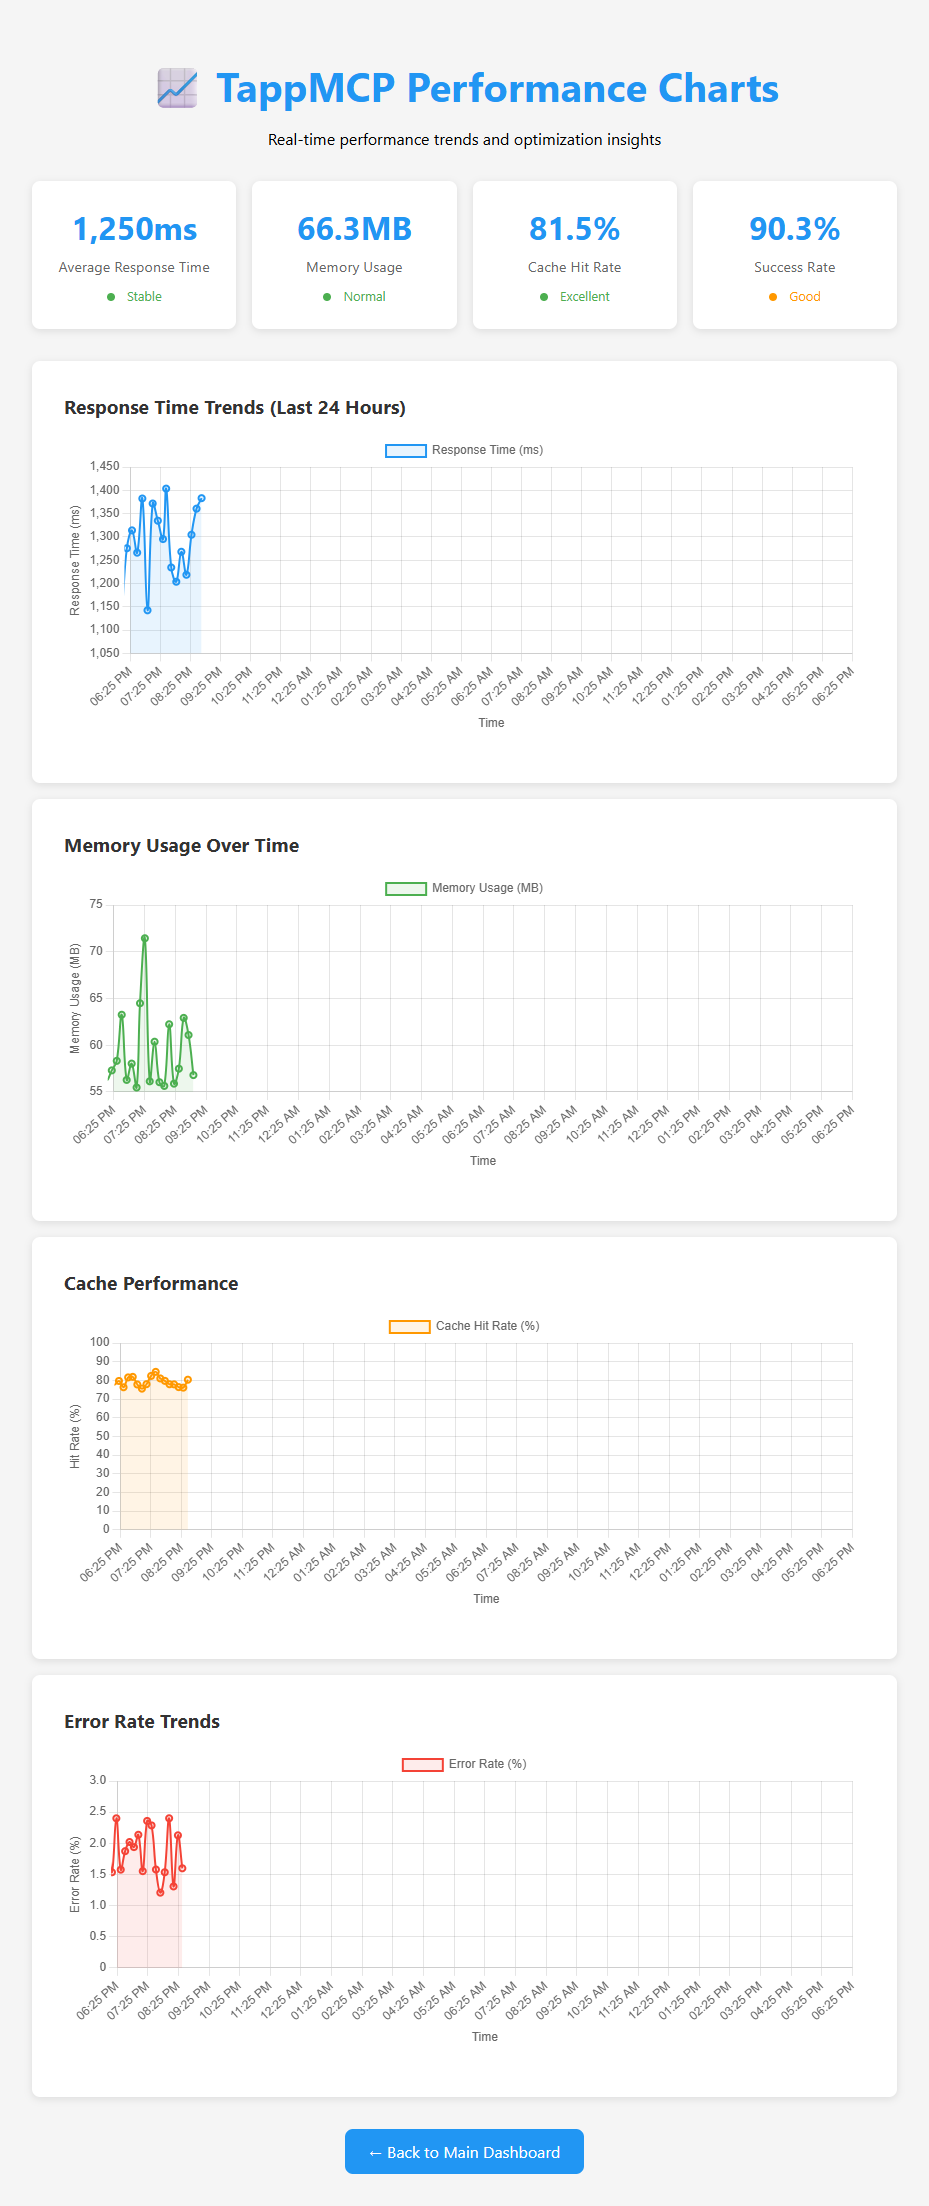 TappMCP Performance Charts
Real-time performance trends and optimization insights
1,250ms
Average Response Time
Stable
66.3MB
Memory Usage
Normal
81.5%
Cache Hit Rate
Excellent
90.3%
Success Rate
Good
Response Time Trends (Last 24 Hours)
Response Time (ms)
Response Time (ms)
1,450
1,400
1,350
1,300
1,250
1,200
1,150
1,100
1,050
06:25 PM
07:25 PM
08:25 PM
09:25 PM
10:25 PM
11:25 PM
12:25 AM
01:25 AM
02:25 AM
03:25 AM
04:25 AM
05:25 AM
06:25 AM
07:25 AM
08:25 AM
09:25 AM
10:25 AM
11:25 AM
12:25 PM
01:25 PM
02:25 PM
03:25 PM
04:25 PM
05:25 PM
06:25 PM
Time
Memory Usage Over Time
Memory Usage (MB)
Memory Usage (MB)
75
70
65
60
55
06:25 PM
07:25 PM
08:25 PM
09:25 PM
10:25 PM
11:25 PM
12:25 AM
01:25 AM
02:25 AM
03:25 AM
04:25 AM
05:25 AM
06:25 AM
07:25 AM
08:25 AM
09:25 AM
10:25 AM
11:25 AM
12:25 PM
01:25 PM
02:25 PM
03:25 PM
04:25 PM
05:25 PM
06:25 PM
Time
Cache Performance
Cache Hit Rate (%)
Hit Rate (%)
100
90
80
70
60
50
40
30
20
10
0
06:25 PM
07:25 PM
08:25 PM
09:25 PM
10:25 PM
11:25 PM
12:25 AM
01:25 AM
02:25 AM
03:25 AM
04:25 AM
05:25 AM
06:25 AM
07:25 AM
08:25 AM
09:25 AM
10:25 AM
11:25 AM
12:25 PM
01:25 PM
02:25 PM
03:25 PM
04:25 PM
05:25 PM
06:25 PM
Time
Error Rate Trends
Error Rate (%)
Error Rate (%)
3.0
2.5
2.0
1.5
1.0
0.5
0
06:25 PM
07:25 PM
08:25 PM
09:25 PM
10:25 PM
11:25 PM
12:25 AM
01:25 AM
02:25 AM
03:25 AM
04:25 AM
05:25 AM
06:25 AM
07:25 AM
08:25 AM
09:25 AM
10:25 AM
11:25 AM
12:25 PM
01:25 PM
02:25 PM
03:25 PM
04:25 PM
05:25 PM
06:25 PM
Time
← Back to Main Dashboard